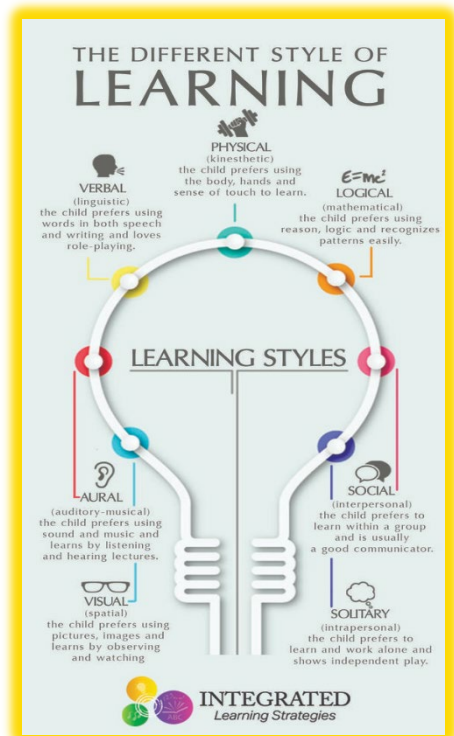 THE DIFFERENT STYLE OF
LEARNING
PHYSICAL
(kinesthetic)
the child prefers using
the body, hands and
sense of touch to learn.
VERBAL
(linguistic)
the child prefers using
words in both speech
and writing and loves
role-playing.
E=mc²
LOGICAL
(mathematical)
the child prefers using
reason, logic and recognizes
patterns easily.
LEARNING STYLES
AURAL
(auditory-musical)
the child prefers using
sound and music and
learns by listening
and hearing lectures.
SOCIAL
(interpersonal)
the child prefers to
learn within a group
and is usually
a good communicator.
VISUAL
(spatial)
the child prefers using
pictures, images and
learns by observing
and watching
SOLITARY
(intrapersonal)
the child prefers to
learn and work alone and
shows independent play.
ABC
INTEGRATED
Learning Strategies